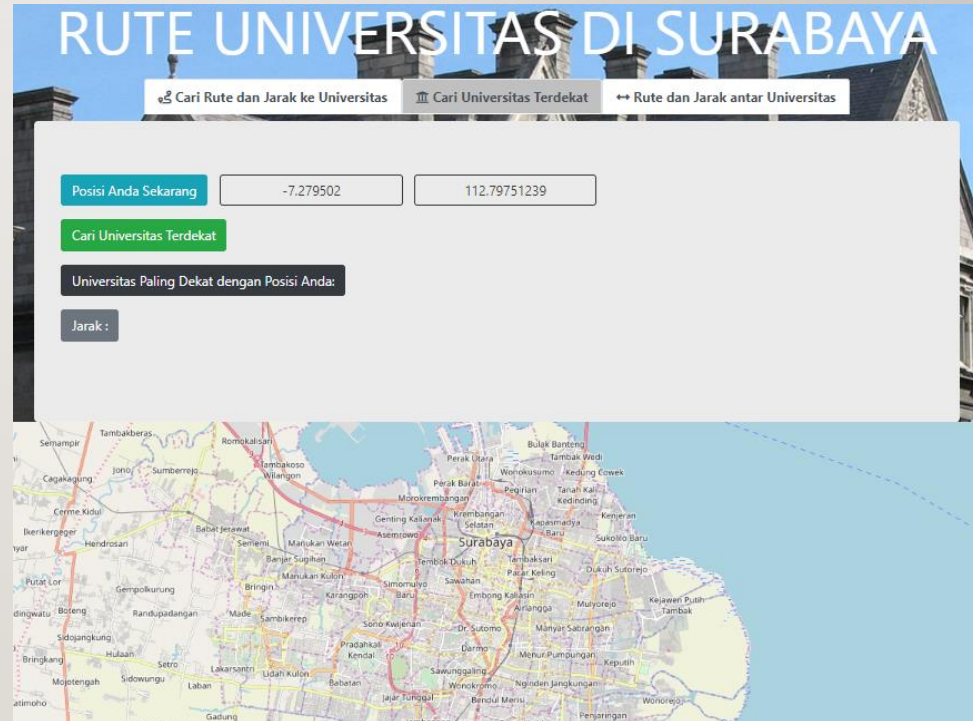 RUTE UNIVERSITAS DI SURABAYA
Cari Rute dan Jarak ke Universitas
Cari Universitas Terdekat
Rute dan Jarak antar Universitas
Posisi Anda Sekarang
-7.279502
112.79751239
Cari Universitas Terdekat
Universitas Paling Dekat dengan Posisi Anda:
Jarak :
Tambakberas
Semampir
Romokalisari
Bulak Banteng
Perak Utara
Tambak Wedi
Jono
Sumberrejo
Tambakoso
Wilangon
Wonokusumo
Kedung Cowek
Cagakagung
Perak Barat
Pegirian
Tanah Kali
Kedinding
Morokrembangan
Cerme Kidul
Genting Kalianak
Krembangan
Selatan
Kapasmadya
Baru
Kenjeran
Babat Jerawat
Asemrowo
Sukolilo Baru
Hendrosari
Sememi
Manukan Wetan
Surabaya
Banjar Sugihan
Tembok Dukuh
Tambaksari
Manukan Kulon
Pacar Keling
Dukuh Sutorejo
Putat Lor
Gempolkurung
Bringin
Karangpoh
Simomulyo
Baru
Sawahan
Embong Kaliasin
Airlangga
Mulyorejo
Kejawen Putih
Tambak
Boteng
Randupadangan
Made
Sambikerep
Sono Kwijenan
Dr. Sutomo
Manyar Sabrangan
Sidojangkung
Pradahkali
Kendal
Darmo
Menur Pumpungan
Hulaan
Keputih
Bringkang
Setro
Lakarsantri
Lidah Kulon
Sawunggaling
Mojotengah
Sidowungu
Laban
Babatan
Wonokromo
Nginden Jangkungan
Jajar Tunggal
Bendul Merisi
Wonorejo
Gadung
Penjaringan